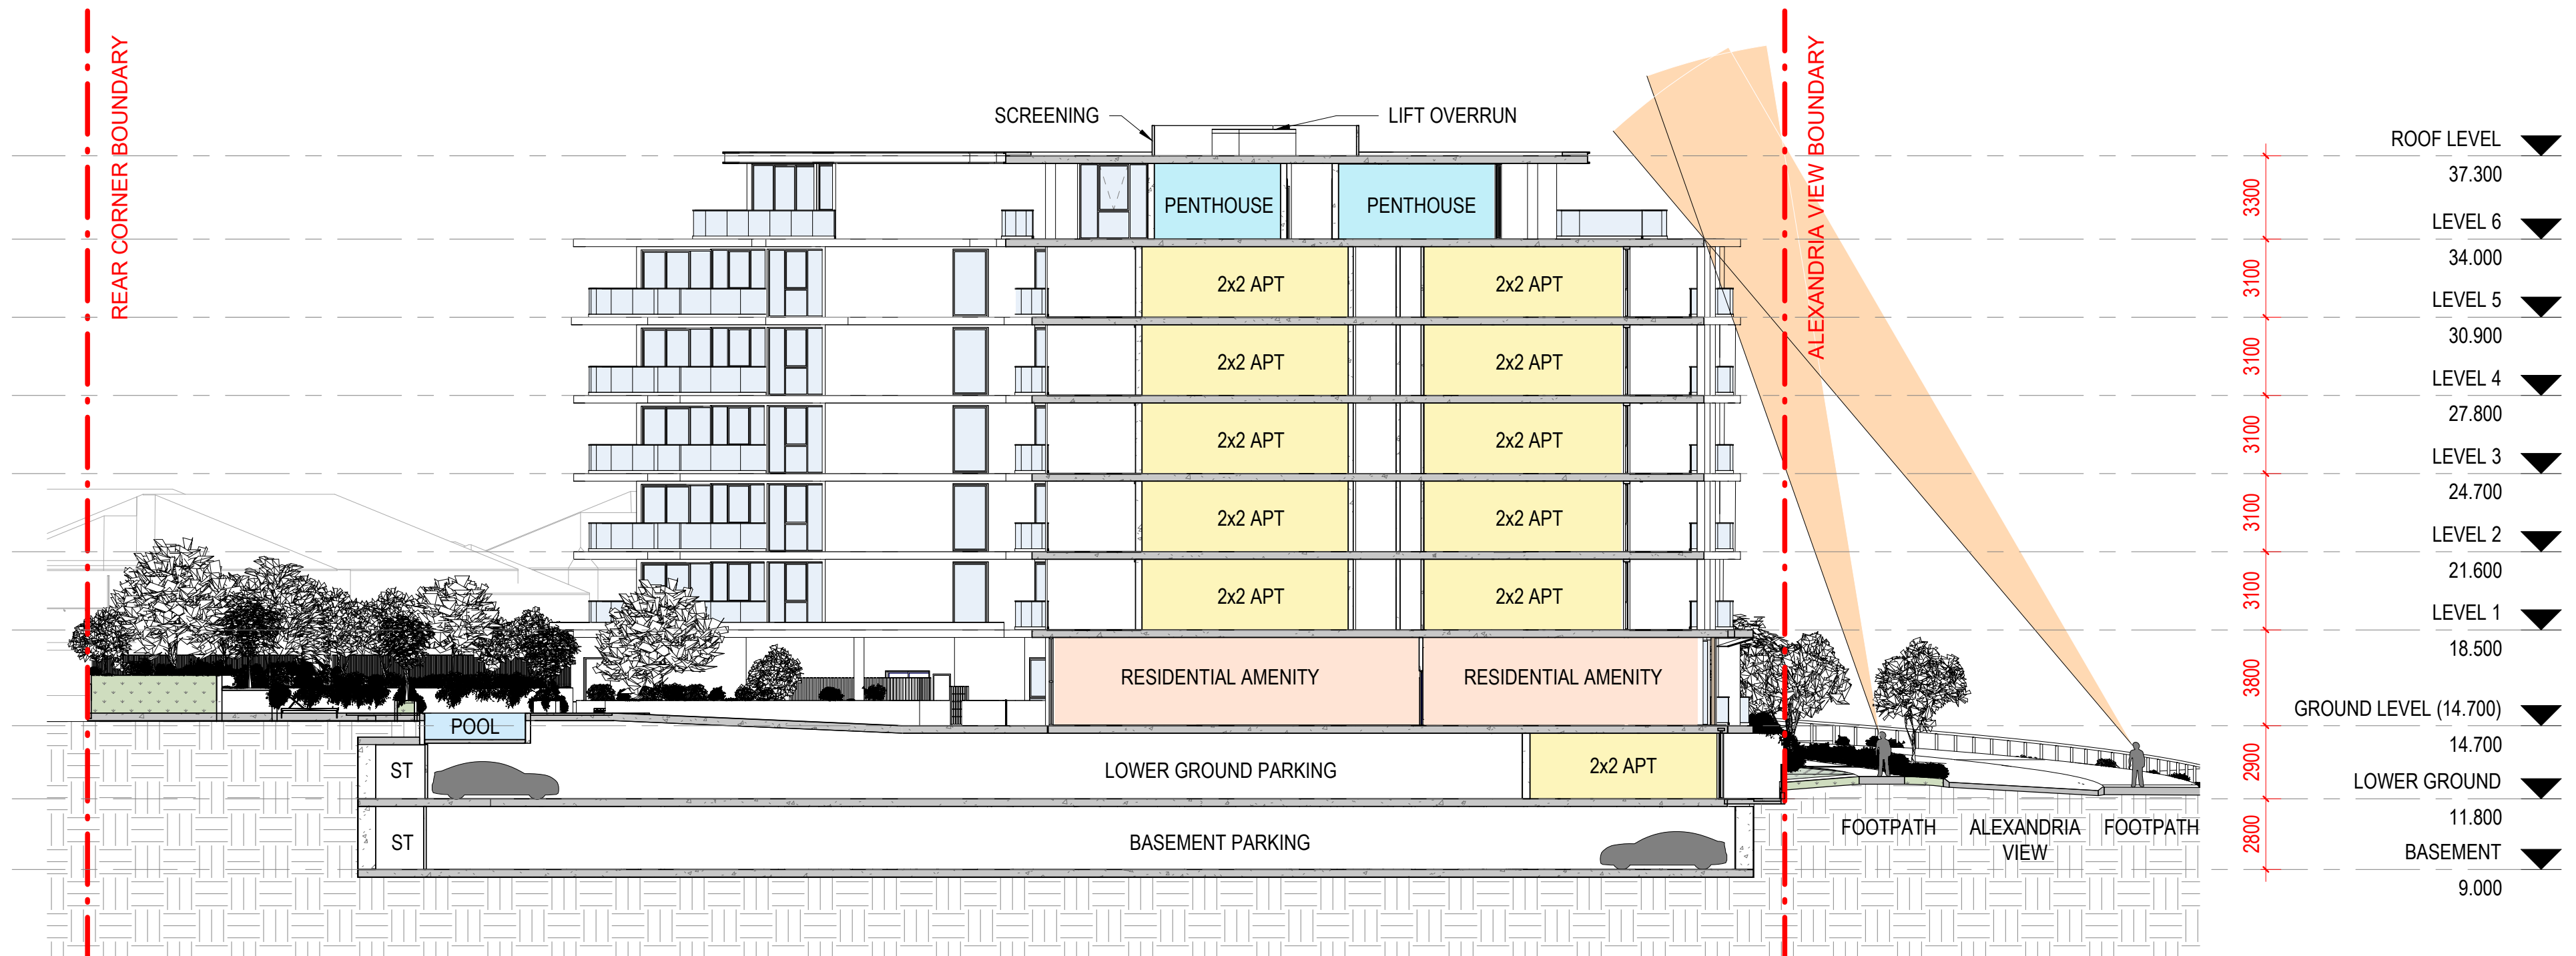 REAR CORNER BOUNDARY
ALEXANDRIA VIEW BOUNDARY
SCREENING
LIFT OVERRUN
ROOF LEVEL
37.300
3300
PENTHOUSE
PENTHOUSE
LEVEL 6
34.000
3100
2x2 APT
2x2 APT
LEVEL 5
30.900
3100
2x2 APT
2x2 APT
LEVEL 4
27.800
3100
2x2 APT
2x2 APT
LEVEL 3
24.700
3100
2x2 APT
2x2 APT
LEVEL 2
21.600
3100
2x2 APT
2x2 APT
LEVEL 1
18.500
3800
RESIDENTIAL AMENITY
RESIDENTIAL AMENITY
GROUND LEVEL (14.700)
14.700
POOL
2900
ST
LOWER GROUND PARKING
2x2 APT
LOWER GROUND
11.800
2800
ST
BASEMENT PARKING
FOOTPATH
ALEXANDRIA
VIEW
FOOTPATH
BASEMENT
9.000